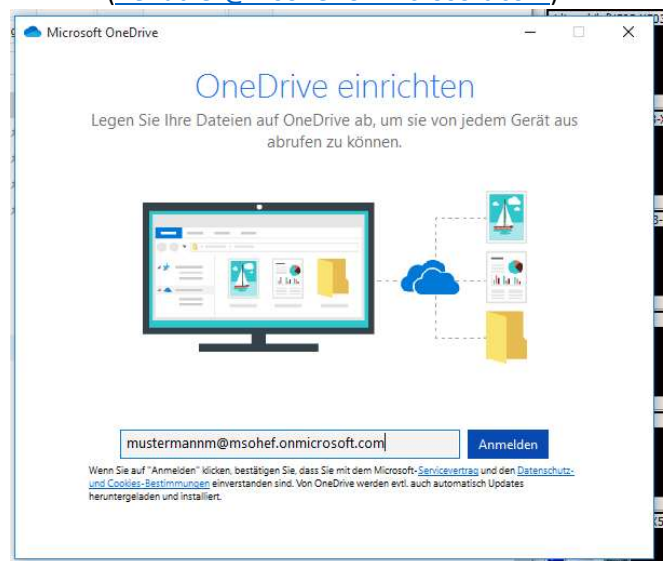 Microsoft OneDrive
OneDrive einrichten
Legen Sie Ihre Dateien auf OneDrive ab, um sie von jedem Gerät aus
abrufen zu können.
mustermannm@msohef.onmicrosoft.com
Anmelden
Wenn Sie auf "Anmelden" klicken, bestätigen Sie, dass Sie mit dem Microsoft-Servicevertrag und den Datenschutz-
und Cookies-Bestimmungen einverstanden sind. Von OneDrive werden evtl. auch automatisch Updates
heruntergeladen und installiert.